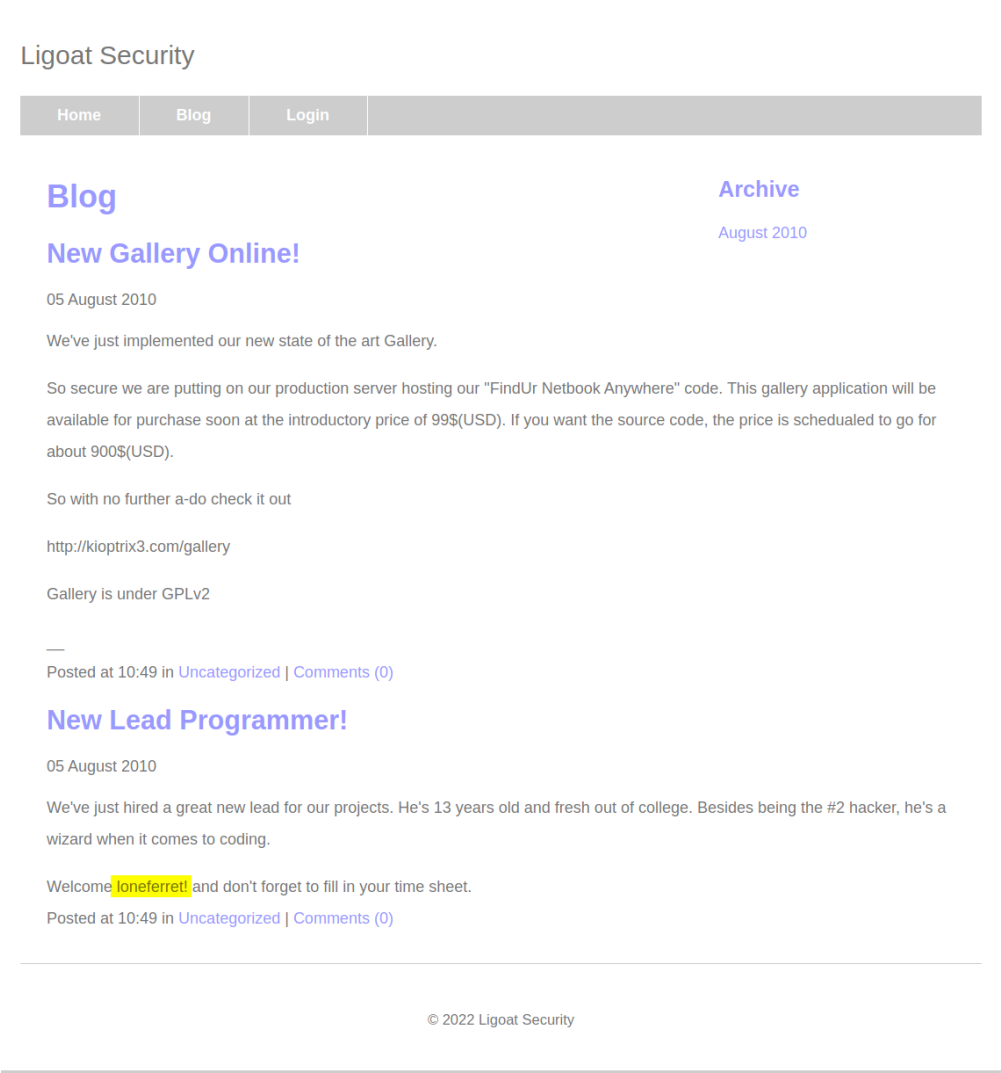 Ligoat Security
Home Blog Login
Blog
Archive
August 2010
New Gallery Online!
05 August 2010
We've just implemented our new state of the art Gallery.
So secure we are putting on our production server hosting our "FindUr Netbook Anywhere" code. This gallery application will be
available for purchase soon at the introductory price of 99$(USD). If you want the source code, the price is schedualed to go for
about 900$(USD).
So with no further a-do check it out
http://kioptrix3.com/gallery
Gallery is under GPLv2
__
Posted at 10:49 in Uncategorized | Comments (0)
New Lead Programmer!
05 August 2010
We've just hired a great new lead for our projects. He's 13 years old and fresh out of college. Besides being the #2 hacker, he's a
wizard when it comes to coding.
Welcome loneferret! and don't forget to fill in your time sheet.
Posted at 10:49 in Uncategorized | Comments (0)
© 2022 Ligoat Security